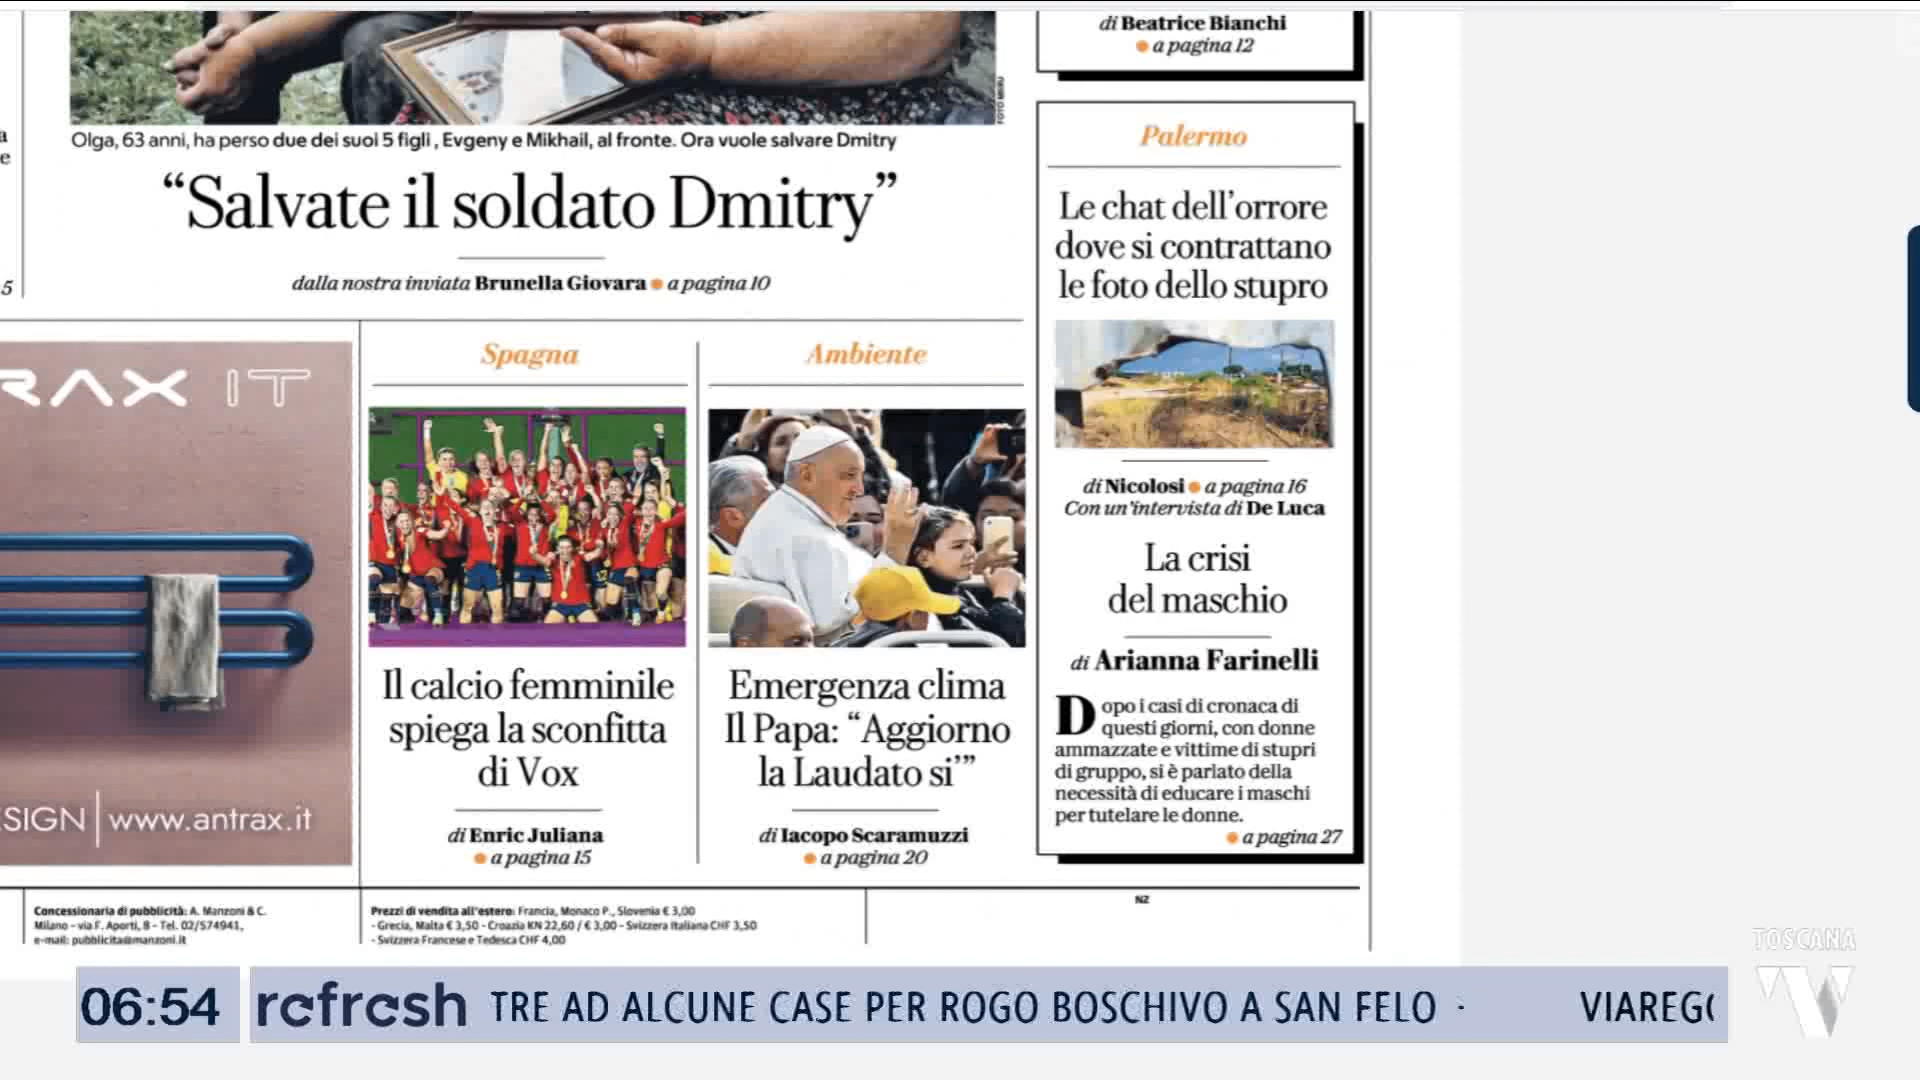 di Beatrice Bianchi
a pagina 12
Olga, 63 anni, ha perso due dei suoi 5 figli, Evgeny e Mikhail, al fronte. Ora vuole salvare Dmitry
“Salvate il soldato Dmitry”
dalla nostra inviata Brunella Giovara • a pagina 10
a
e
5
RAX IT
ESIGN | www.antrax.it
Spagna
Il calcio femminile
spiega la sconfitta
di Vox
di Enric Juliana
• a pagina 15
Ambiente
Emergenza clima
Il Papa: “Aggiorno
la Laudato si’”
di Iacopo Scaramuzzi
• a pagina 20
Palermo
Le chat dell’orrore
dove si contrattano
le foto dello stupro
di Nicolosi • a pagina 16
Con un’intervista di De Luca
La crisi
del maschio
di Arianna Farinelli
Dopo i casi di cronaca di
questi giorni, con donne
ammazzate e vittime di stupri
di gruppo, si è parlato della
necessità di educare i maschi
per tutelare le donne.
• a pagina 27
Concessionaria di pubblicità: A. Manzoni & C.
Milano – via F. Aporti, 8 – Tel. 02/574941,
e-mail: pubblicita@manzoni.it
Prezzi di vendita all’estero: Francia, Monaco P., Slovenia € 3,00
- Grecia, Malta € 3,50 - Croazia KN 22,60 / € 3,00 - Svizzera Italiana CHF 3,50
- Svizzera Francese e Tedesca CHF 4,00
NZ
TOSCANA
TV
06:54 refresh TRE AD ALCUNE CASE PER ROGO BOSCHIVO A SAN FELO - VIAREG